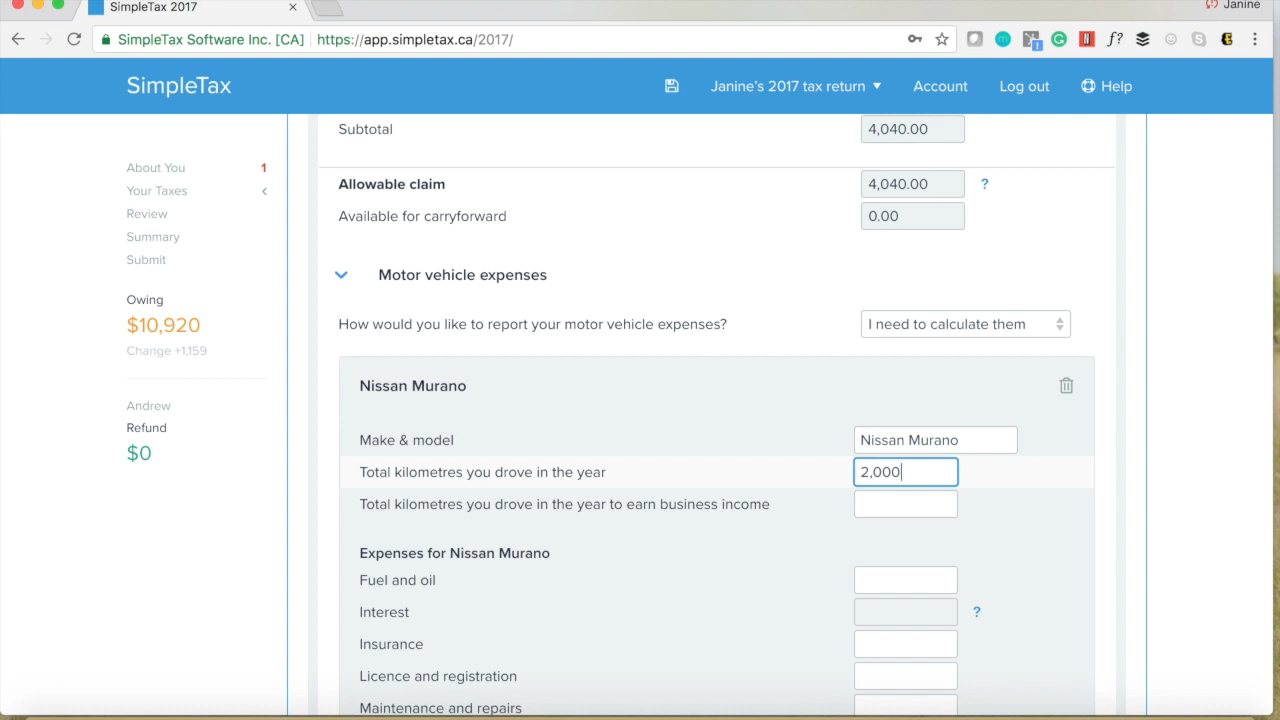 SimpleTax 2017
Janine
SimpleTax Software Inc. [CA] https://app.simpletax.ca/2017/
SimpleTax
Janine's 2017 tax return
Account
Log out
Help
About You 1
Your Taxes
Review
Summary
Submit
Owing
$10,920
Change +1,159
Andrew
Refund
$0
Subtotal 4,040.00
Allowable claim 4,040.00 ?
Available for carryforward 0.00
Motor vehicle expenses
How would you like to report your motor vehicle expenses? I need to calculate them
Nissan Murano
Make & model Nissan Murano
Total kilometres you drove in the year 2,000
Total kilometres you drove in the year to earn business income
Expenses for Nissan Murano
Fuel and oil
Interest ?
Insurance
Licence and registration
Maintenance and repairs